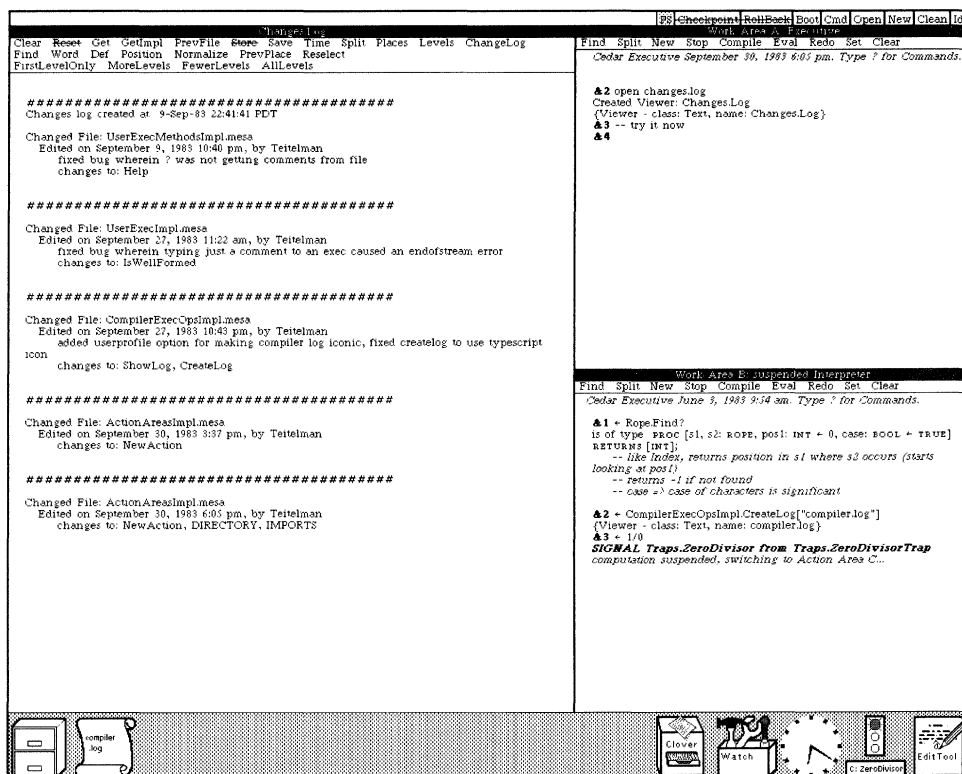 PS Checkpoint RollBack Boot Cmd Open New Clean Id
Changes.Log
Clear Reset Get GetImpl PrevFile Store Save Time Split Places Levels ChangeLog
Find Word Def Position Normalize PrevPlace Reselect
FirstLevelOnly MoreLevels FewerLevels AllLevels
########################################
Changes log created at 9-Sep-83 22:41:41 PDT
Changed File: UserExecMethodsImpl.mesa
Edited on September 9, 1983 10:40 pm, by Teitelman
fixed bug wherein ? was not getting comments from file
changes to: Help
########################################
Changed File: UserExecImpl.mesa
Edited on September 27, 1983 11:22 am, by Teitelman
fixed bug wherein typing just a comment to an exec caused an endofstream error
changes to: IsWellFormed
########################################
Changed File: CompilerExecOpsImpl.mesa
Edited on September 27, 1983 10:43 pm, by Teitelman
added userprofile option for making compiler log iconic, fixed createlog to use typescript
icon
changes to: ShowLog, CreateLog
########################################
Changed File: ActionAreasImpl.mesa
Edited on September 30, 1983 3:37 pm, by Teitelman
changes to: NewAction
########################################
Changed File: ActionAreasImpl.mesa
Edited on September 30, 1983 6:05 pm, by Teitelman
changes to: NewAction, DIRECTORY, IMPORTS
Work Area A: Executive
Find Split New Stop Compile Eval Redo Set Clear
Cedar Executive September 30, 1983 6:05 pm. Type ? for Commands.
&2 open changes.log
Created Viewer: Changes.Log
{Viewer - class: Text, name: Changes.Log}
&3 -- try it now
&4
Work Area B: suspended Interpreter
Find Split New Stop Compile Eval Redo Set Clear
Cedar Executive June 3, 1983 9:54 am. Type ? for Commands.
&1 ← Rope.Find?
is of type PROC [s1, s2: ROPE, pos1: INT ← 0, case: BOOL ← TRUE]
RETURNS [INT];
-- like Index, returns position in s1 where s2 occurs (starts
looking at pos1)
-- returns -1 if not found
-- case => case of characters is significant
&2 ← CompilerExecOpsImpl.CreateLog["compiler.log"]
{Viewer - class: Text, name: compiler.log}
&3 ← 1/0
SIGNAL Traps.ZeroDivisor from Traps.ZeroDivisorTrap
computation suspended, switching to Action Area C...
compiler
.log
Clover
Watch
C: ZeroDivisor
EditTool